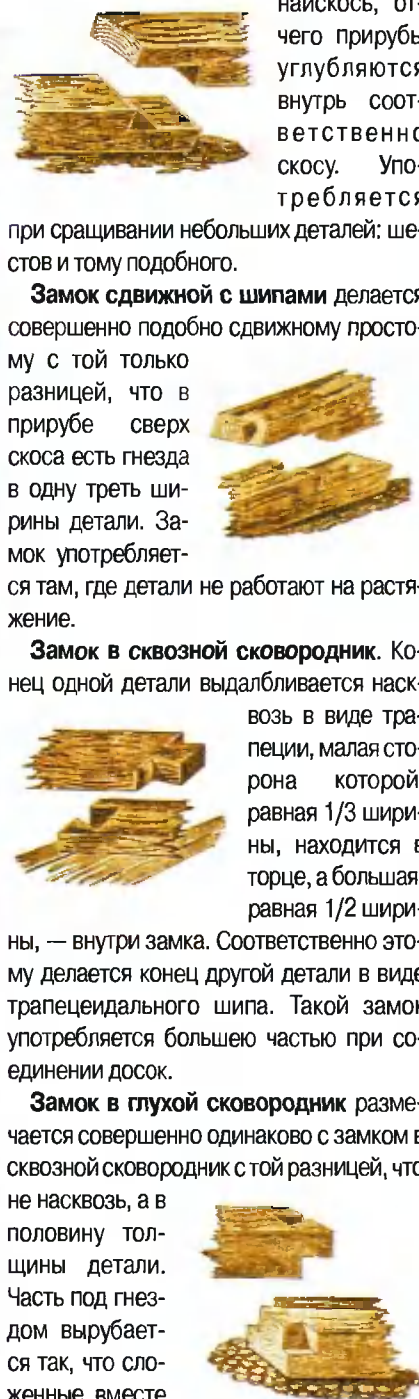 наискось, от-
чего прирубы
углубляются
внутрь соот-
ветственно
скосу. Упо-
требляется
при сращивании небольших деталей: ше-
стов и тому подобного.
Замок сдвижной с шипами делается
совершенно подобно сдвижному просто-
му с той только
разницей, что в
прирубе сверх
скоса есть гнезда
в одну треть ши-
рины детали. За-
мок употребляет-
ся там, где детали не работают на растя-
жение.
Замок в сквозной сковородник. Ко-
нец одной детали выдалбливается наск-
возь в виде тра-
пеции, малая сто-
рона которой,
равная 1/3 шири-
ны, находится в
торце, а большая,
равная 1/2 шири-
ны, — внутри замка. Соответственно это-
му делается конец другой детали в виде
трапецеидального шипа. Такой замок
употребляется большею частью при со-
единении досок.
Замок в глухой сковородник разме-
чается совершенно одинаково с замком в
сквозной сковородник с той разницей, что
не насквозь, а в
половину тол-
щины детали.
Часть под гнез-
дом вырубает-
ся так, что сло-
женные вместе